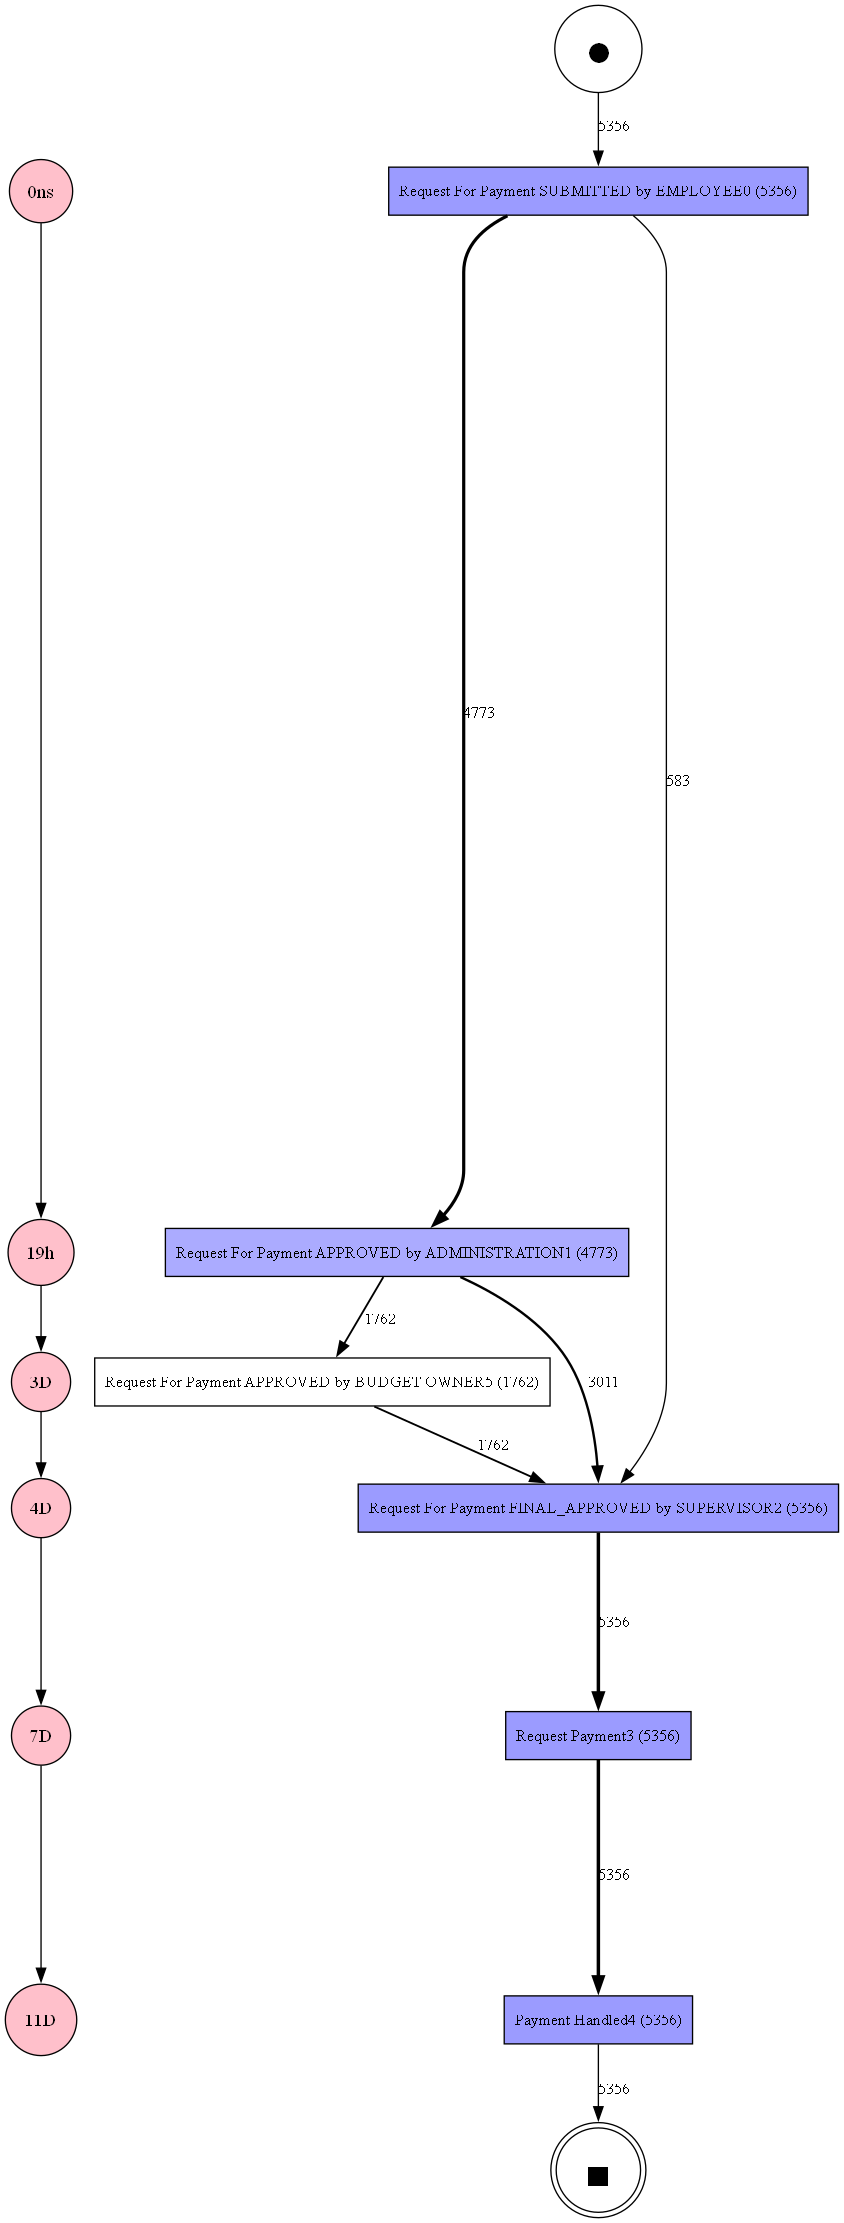 5356
0ns
Request For Payment SUBMITTED by EMPLOYEE0 (5356)
4773
583
19h
Request For Payment APPROVED by ADMINISTRATION1 (4773)
1762
3D
Request For Payment APPROVED by BUDGET OWNER5 (1762)
3011
1762
4D
Request For Payment FINAL_APPROVED by SUPERVISOR2 (5356)
5356
7D
Request Payment3 (5356)
5356
11D
Payment Handled4 (5356)
5356